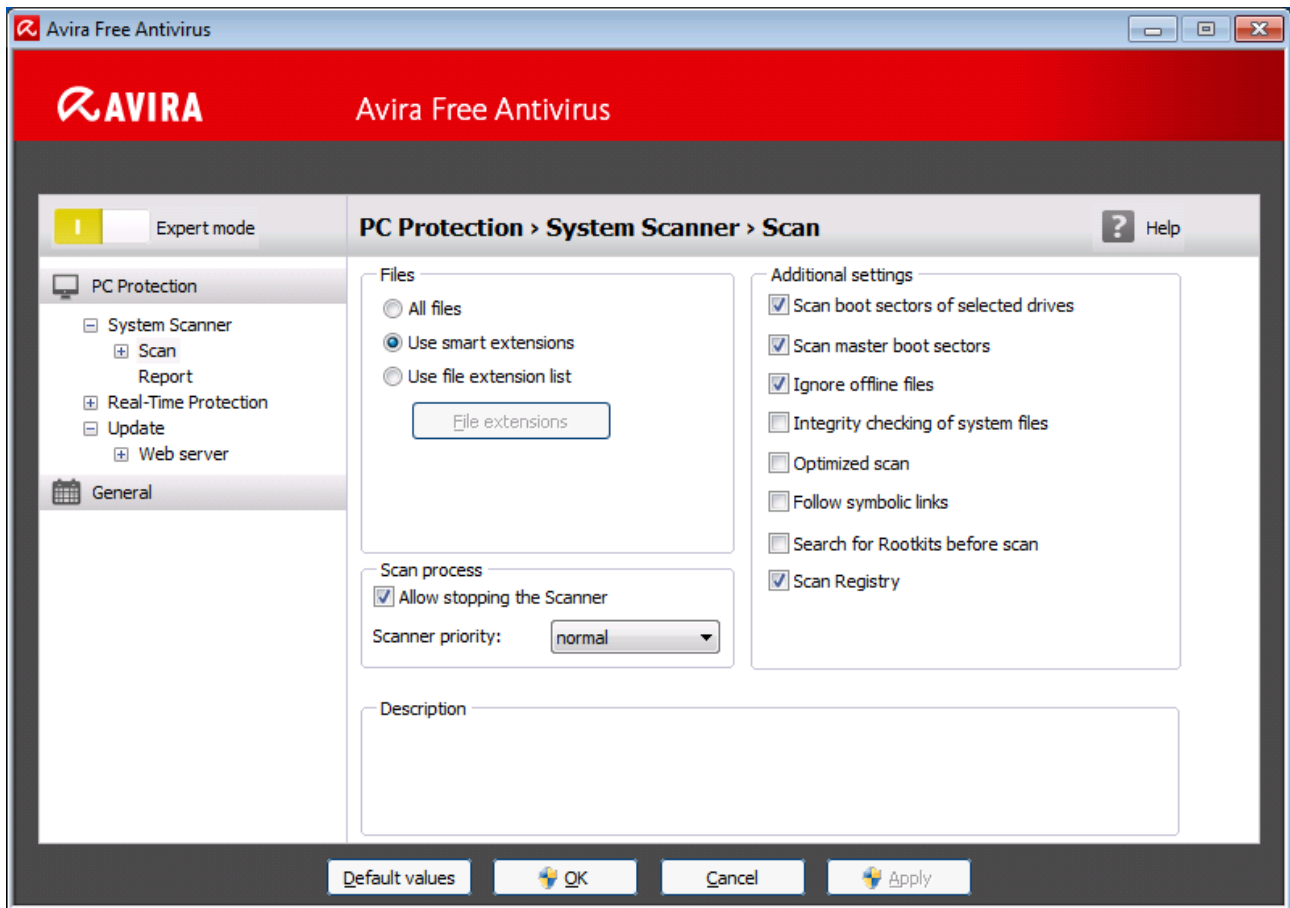 Avira Free Antivirus
AVIRA
Avira Free Antivirus
Expert mode
PC Protection › System Scanner › Scan
? Help
PC Protection
System Scanner
Scan
Report
Real-Time Protection
Update
Web server
General
Files
All files
Use smart extensions
Use file extension list
File extensions
Scan process
Allow stopping the Scanner
Scanner priority: normal
Additional settings
Scan boot sectors of selected drives
Scan master boot sectors
Ignore offline files
Integrity checking of system files
Optimized scan
Follow symbolic links
Search for Rootkits before scan
Scan Registry
Description
Default values
OK
Cancel
Apply